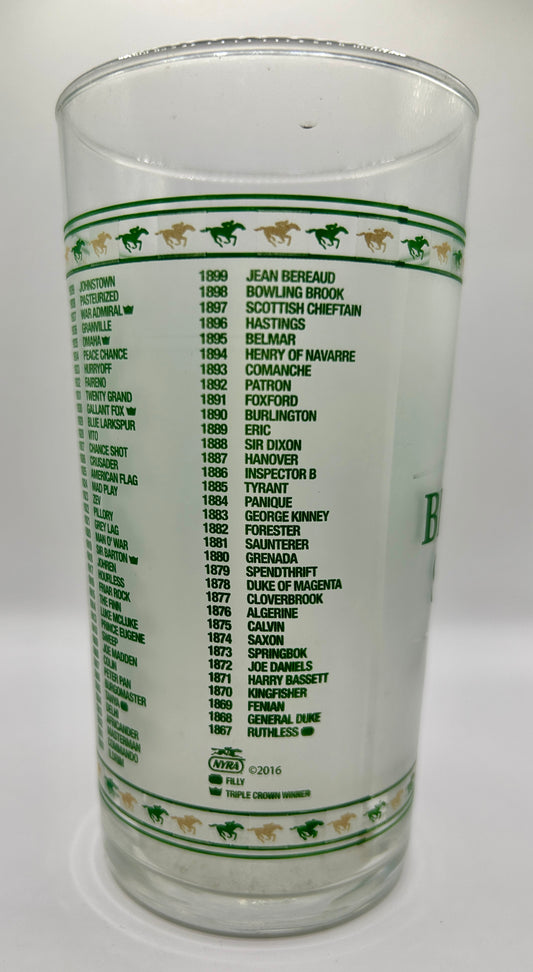 JOHNSTOWN
PASTEURIZED
WAR ADMIRAL
GRANVILLE
OMAHA
PEACE CHANCE
HURRYOFF
FAIRENO
TWENTY GRAND
GALLANT FOX
BLUE LARKSPUR
VITO
CHANCE SHOT
CRUSADER
AMERICAN FLAG
MAD PLAY
ZEV
PILLORY
GREY LAG
MAN O' WAR
SIR BARTON
JOHREN
HOURLESS
FRIAR ROCK
THE FINN
LUKE MCLUKE
PRINCE EUGENE
SWEEP
JOE MADDEN
COLIN
PETER PAN
BURGOMASTER
TANYA
DELHI
AFRICANDER
MASTERMAN
COMMANDO
1899 JEAN BEREAUD
1898 BOWLING BROOK
1897 SCOTTISH CHIEFTAIN
1896 HASTINGS
1895 BELMAR
1894 HENRY OF NAVARRE
1893 COMANCHE
1892 PATRON
1891 FOXFORD
1890 BURLINGTON
1889 ERIC
1888 SIR DIXON
1887 HANOVER
1886 INSPECTOR B
1885 TYRANT
1884 PANIQUE
1883 GEORGE KINNEY
1882 FORESTER
1881 SAUNTERER
1880 GRENADA
1879 SPENDTHRIFT
1878 DUKE OF MAGENTA
1877 CLOVERBROOK
1876 ALGERINE
1875 CALVIN
1874 SAXON
1873 SPRINGBOK
1872 JOE DANIELS
1871 HARRY BASSETT
1870 KINGFISHER
1869 FENIAN
1868 GENERAL DUKE
1867 RUTHLESS
NYRA ©2016
FILLY
TRIPLE CROWN WINNER